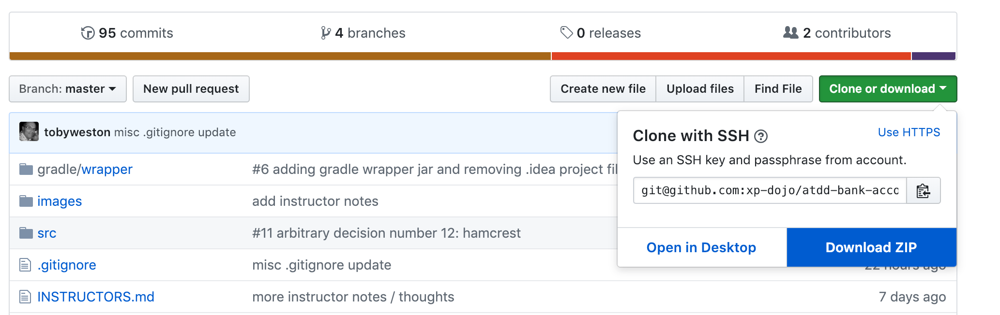 95 commits
4 branches
0 releases
2 contributors
Branch: master
New pull request
Create new file
Upload files
Find File
Clone or download
tobyweston misc .gitignore update
Clone with SSH
Use HTTPS
Use an SSH key and passphrase from account.
git@github.com:xp-dojo/atdd-bank-acco
Open in Desktop
Download ZIP
gradle/wrapper
#6 adding gradle wrapper jar and removing .idea project fil
images
add instructor notes
src
#11 arbitrary decision number 12: hamcrest
.gitignore
misc .gitignore update
22 hours ago
INSTRUCTORS.md
more instructor notes / thoughts
7 days ago